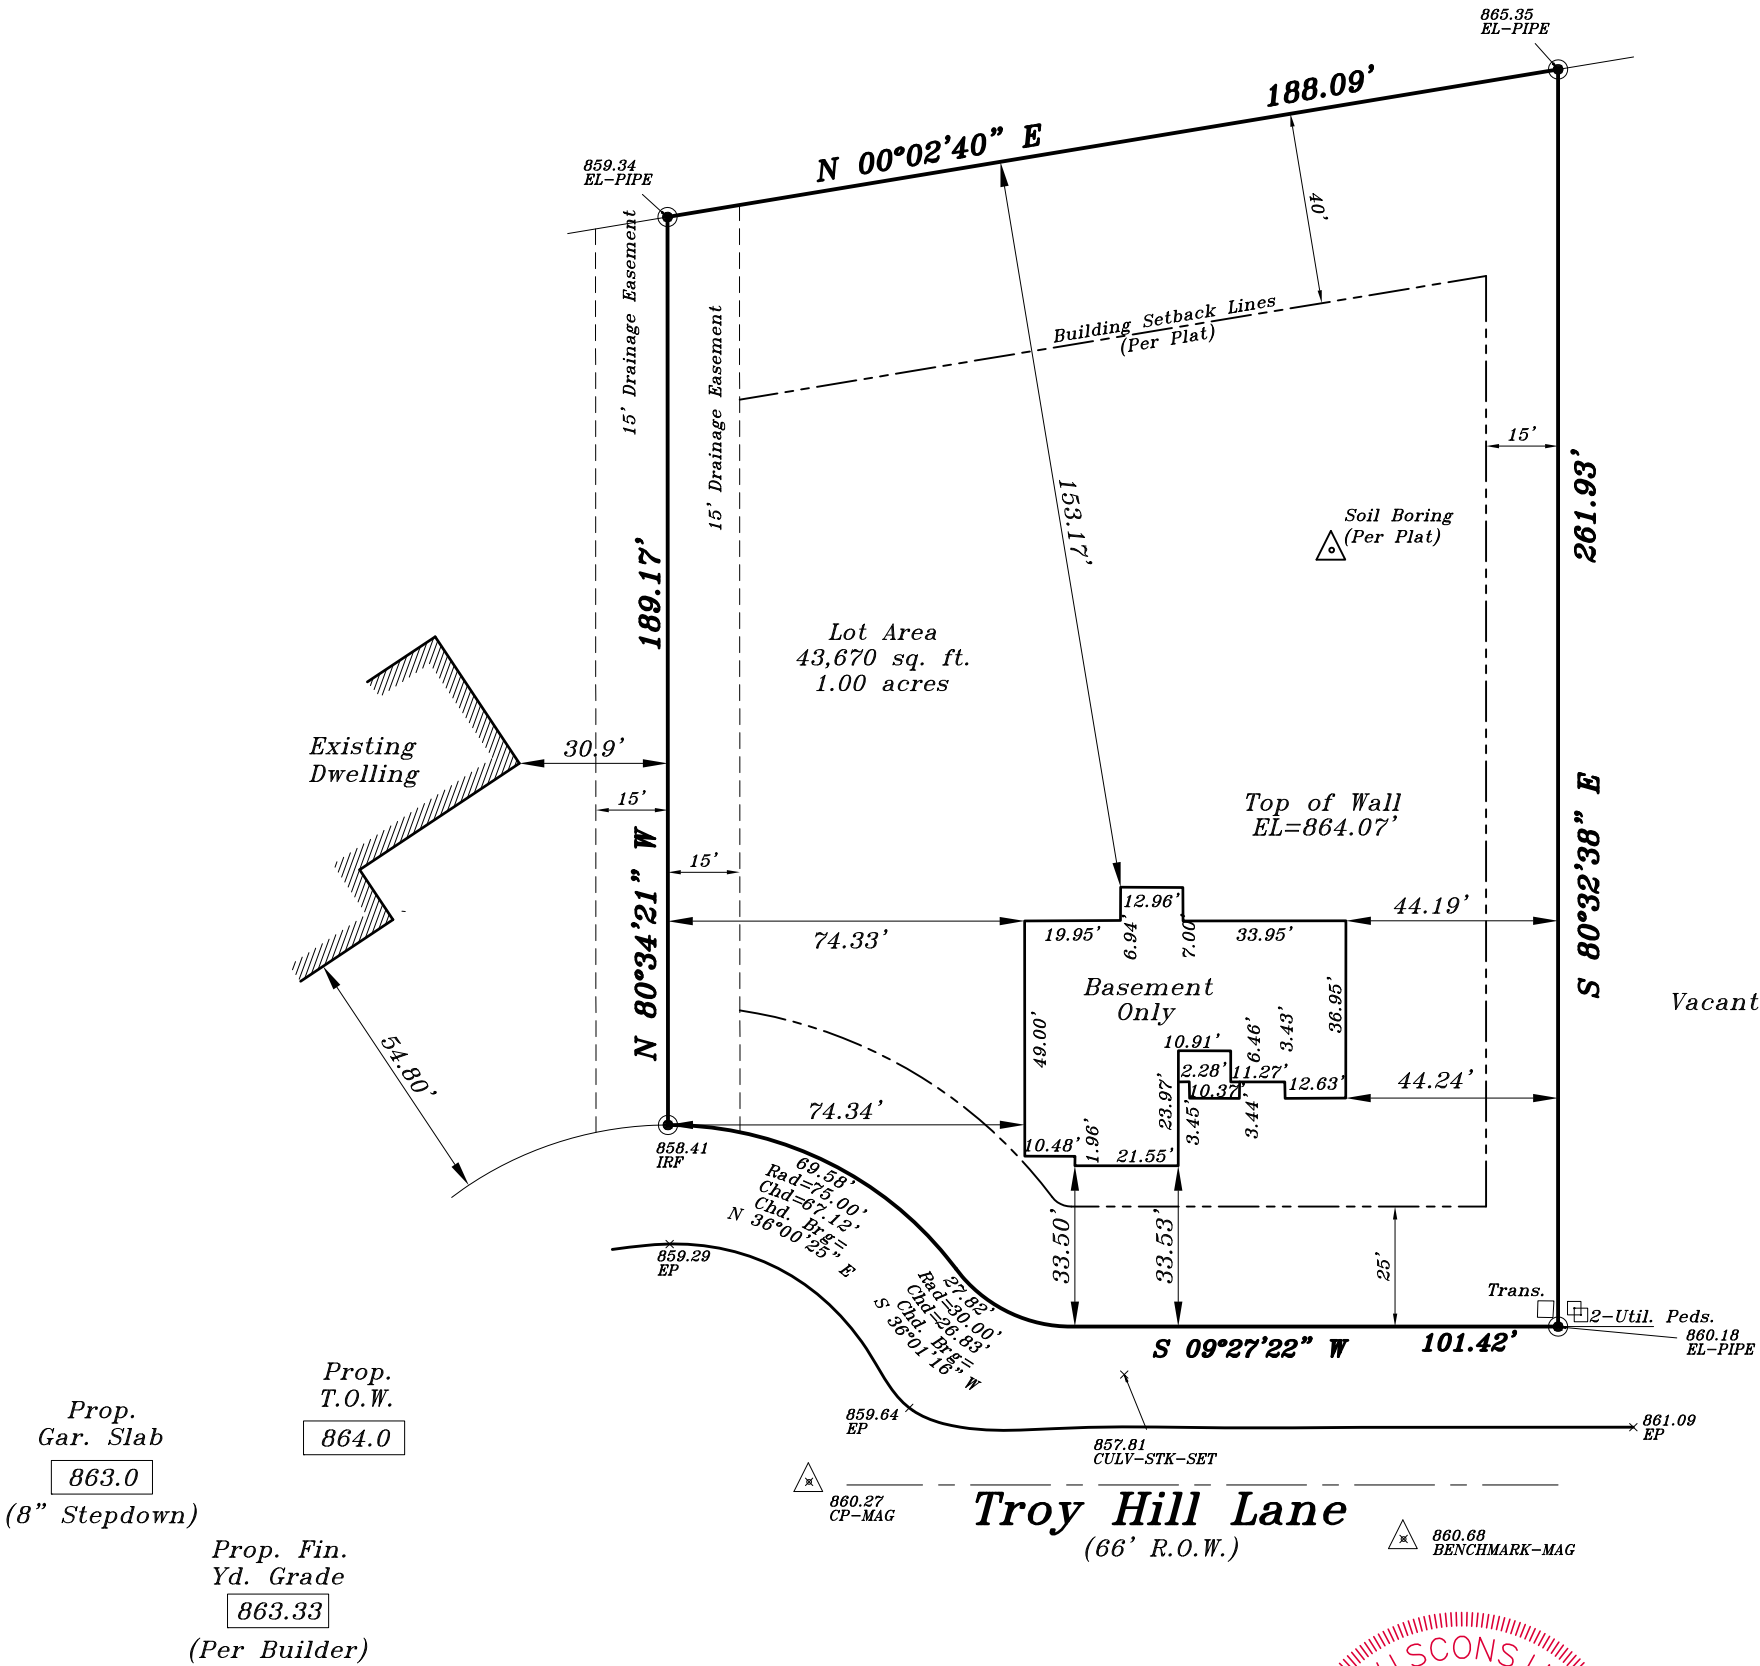 865.35
EL-PIPE
188.09'
N 00°02'40" E
859.34
EL-PIPE
40'
15' Drainage Easement
15' Drainage Easement
Building Setback Lines
(Per Plat)
15'
261.93'
153.17'
Soil Boring
(Per Plat)
189.17'
Lot Area
43,670 sq. ft.
1.00 acres
Existing
Dwelling
30.9'
15'
Top of Wall
EL=864.07'
S 80°32'38" E
N 80°34'21" W
15'
12.96'
44.19'
74.33'
19.95'
6.94'
7.00'
33.95'
Basement
Only
36.95'
Vacant
49.00'
10.91'
6.46'
3.43'
54.80'
2.28'
11.27'
12.63'
44.24'
10.37'
23.97'
3.45'
3.44'
74.34'
10.48'
1.96'
21.55'
858.41
IRF
69.58'
Rad=75.00'
Chd=67.12'
Chd. Brg=
N 36°00'25" E
33.50'
33.53'
25'
859.29
EP
27.82'
Rad=30.00'
Chd=26.83'
Chd. Brg=
S 36°01'16" W
Trans.
2-Util. Peds.
860.18
EL-PIPE
S 09°27'22" W
101.42'
Prop.
T.O.W.
864.0
Prop.
Gar. Slab
863.0
(8" Stepdown)
859.64
EP
861.09
EP
857.81
CULV-STK-SET
860.27
CP-MAG
Troy Hill Lane
(66' R.O.W.)
860.68
BENCHMARK-MAG
Prop. Fin.
Yd. Grade
863.33
(Per Builder)